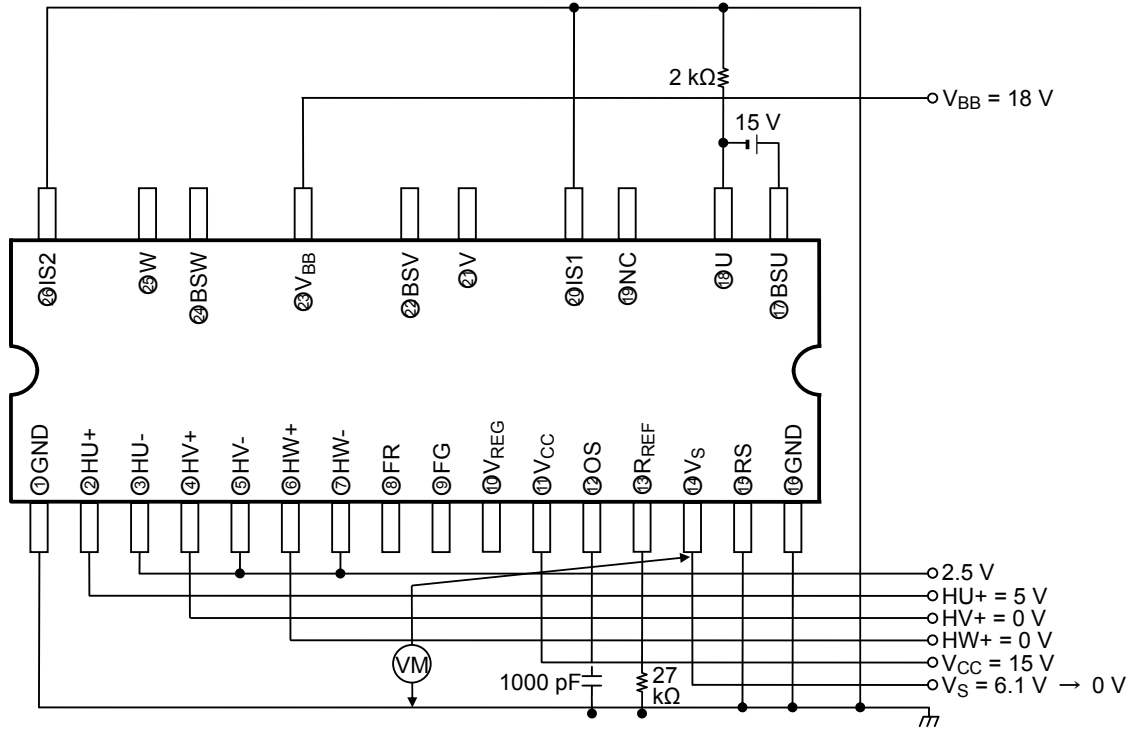 2 kΩ
V_BB = 18 V
15 V
㉖IS2
㉕W
㉔BSW
㉓V_BB
㉒BSV
㉑V
⑳IS1
⑲NC
⑱U
⑰BSU
①GND
②HU+
③HU-
④HV+
⑤HV-
⑥HW+
⑦HW-
⑧FR
⑨FG
⑩V_REG
⑪V_CC
⑫OS
⑬R_REF
⑭V_S
⑮RS
⑯GND
2.5 V
HU+ = 5 V
HV+ = 0 V
HW+ = 0 V
VM
V_CC = 15 V
1000 pF
27
kΩ
V_S = 6.1 V → 0 V